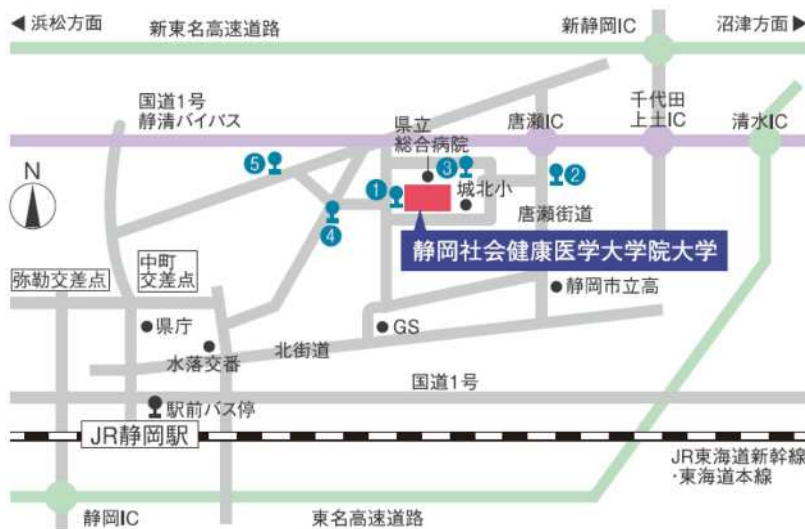 ◀浜松方面
新東名高速道路
新静岡IC
沼津方面▶
国道1号
静清バイパス
県立
総合病院
唐瀬IC
千代田
上土IC
清水IC
N
5
3
2
1
城北小
4
唐瀬街道
静岡社会健康医学大学院大学
中町
交差点
弥勒交差点
静岡市立高
県庁
GS
水落交番
北街道
国道1号
駅前バス停
JR静岡駅
JR東海道新幹線
・東海道本線
静岡IC
東名高速道路